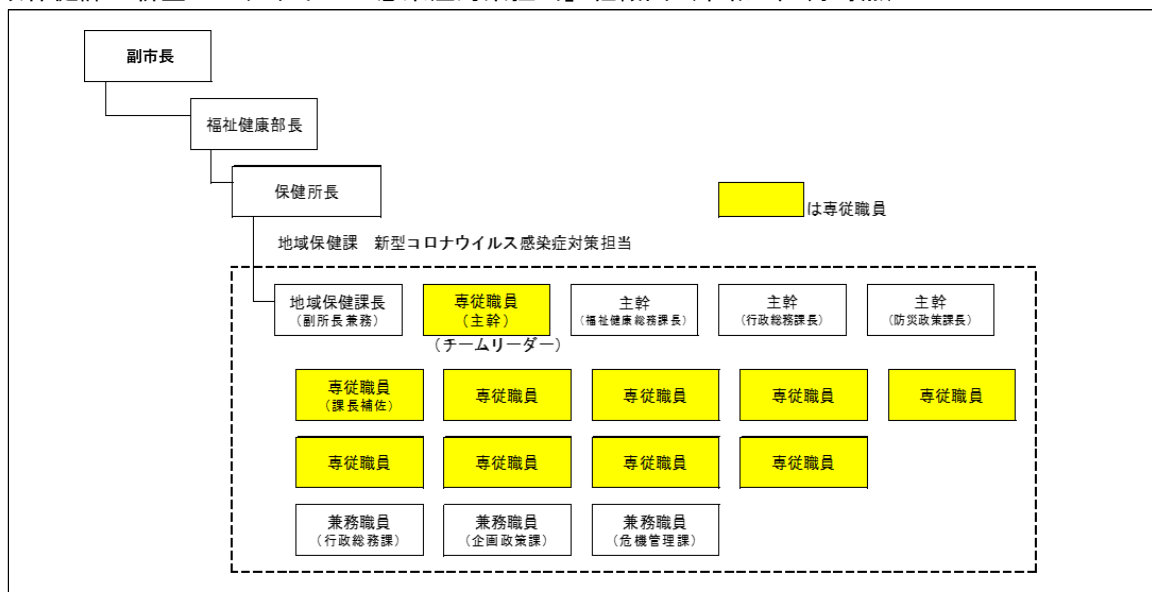 副市長
福祉健康部長
保健所長
は専従職員
地域保健課　新型コロナウイルス感染症対策担当
地域保健課長
（副所長兼務）
専従職員
（主幹）
（チームリーダー）
主幹
（福祉健康総務課長）
主幹
（行政総務課長）
主幹
（防災政策課長）
専従職員
（課長補佐）
専従職員
専従職員
専従職員
専従職員
専従職員
専従職員
専従職員
専従職員
兼務職員
（行政総務課）
兼務職員
（企画政策課）
兼務職員
（危機管理課）